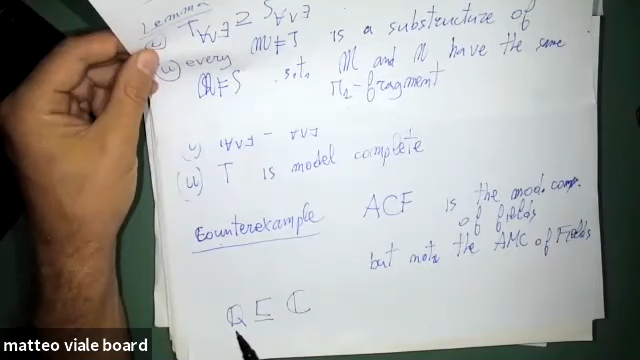 Lemma
(i) T∀∨∃ ⊇ S∀∨∃
(ii) every M⊨T is a substructure of
N⊨S s.t. M and N have the same
Π₂-fragment
(ii) T is model complete
Counterexample ACF is the mod. comp.
of fields
but not the AMC of Fields
ℚ ⊑ ℂ
matteo viale board